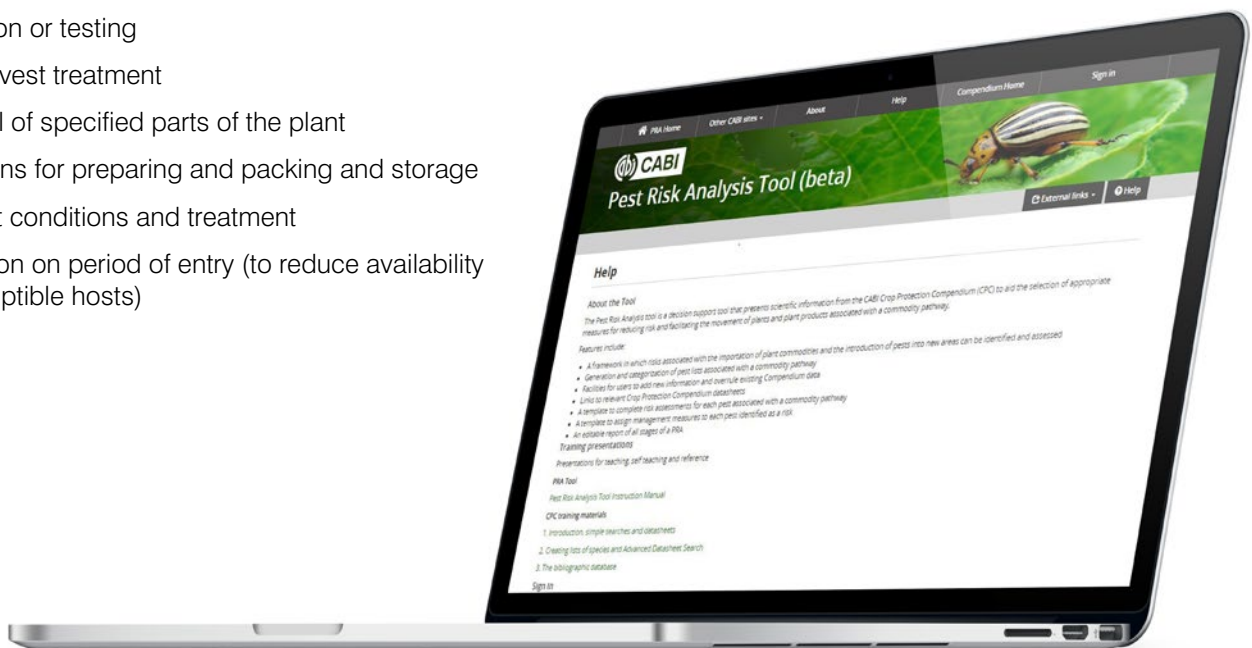 on or testing
vest treatment
l of specified parts of the plant
ns for preparing and packing and storage
t conditions and treatment
on on period of entry (to reduce availability
ptible hosts)
PRA Home
Other CABI sites
About
Help
Compendium Home
Sign in
CABI
Pest Risk Analysis Tool (beta)
External links
Help
Help
About the Tool
The Pest Risk Analysis tool is a decision support tool that presents scientific information from the CABI Crop Protection Compendium (CPC) to aid the selection of appropriate
measures for reducing risk and facilitating the movement of plants and plant products associated with a commodity pathway.
Features include:
• A framework in which risks associated with the importation of plant commodities and the introduction of pests into new areas can be identified and assessed
• Generation and categorization of pest lists associated with a commodity pathway
• Facilities for users to add new information and overrule existing Compendium data
• Links to relevant Crop Protection Compendium datasheets
• A template to complete risk assessments for each pest associated with a commodity pathway
• A template to assign management measures to each pest identified as a risk
• An editable report of all stages of a PRA
Training presentations
Presentations for teaching, self teaching and reference
PRA Tool
Pest Risk Analysis Tool Instruction Manual
CPC training materials
1. Introduction, simple searches and datasheets
2. Creating lists of species and Advanced Datasheet Search
3. The bibliographic database
Sign in